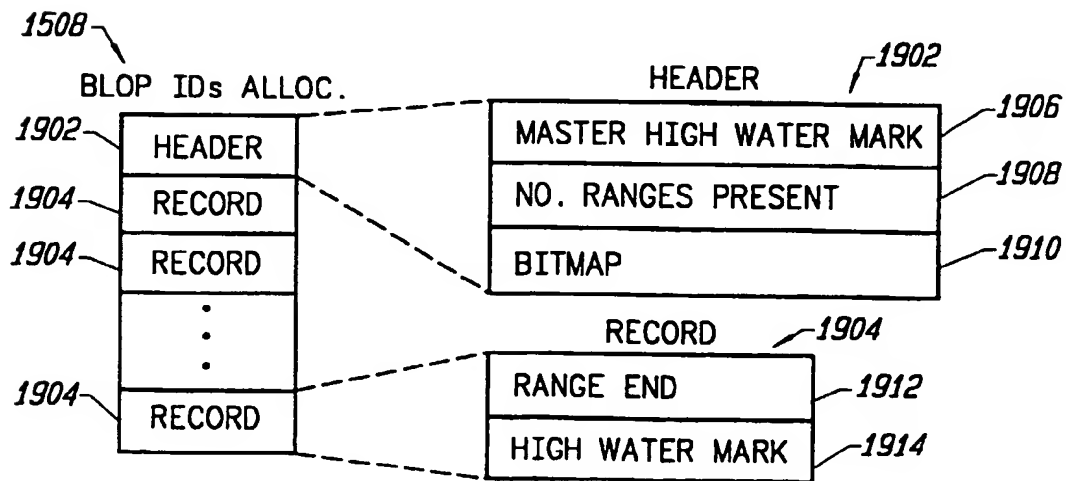 1508
BLOP IDs ALLOC.
1902
HEADER
1904
RECORD
1904
RECORD
1904
RECORD
HEADER
1902
MASTER HIGH WATER MARK
1906
NO. RANGES PRESENT
1908
BITMAP
1910
RECORD
1904
RANGE END
1912
HIGH WATER MARK
1914